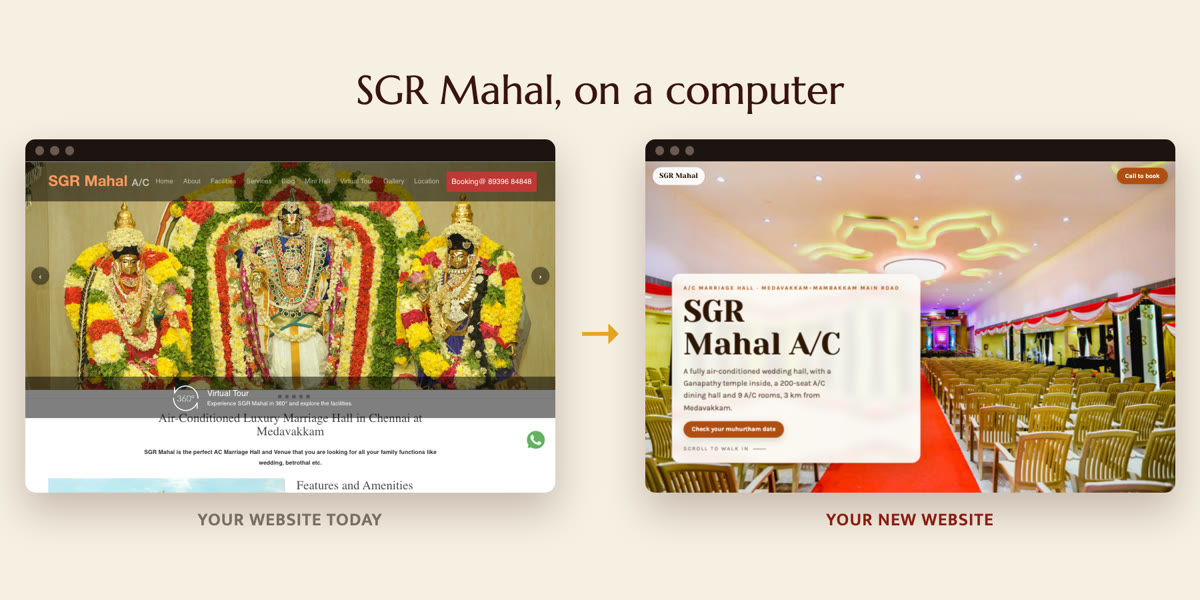 SGR Mahal, on a computer
SGR Mahal A/C Home About Facilities Services Blog Mini Hall Virtual Tour Gallery Location Booking@ 89396 84848
360°
Virtual Tour
Experience SGR Mahal in 360° and explore the facilities.
Air-Conditioned Luxury Marriage Hall in Chennai at
Medavakkam
SGR Mahal is the perfect AC Marriage Hall and Venue that you are looking for all your family functions like
wedding, betrothal etc.
Features and Amenities
YOUR WEBSITE TODAY
SGR Mahal
Call to book
A/C MARRIAGE HALL · MEDAVAKKAM–MAMBAKKAM MAIN ROAD
SGR
Mahal A/C
A fully air-conditioned wedding hall, with a
Ganapathy temple inside, a 200-seat A/C
dining hall and 9 A/C rooms, 3 km from
Medavakkam.
Check your muhurtham date
SCROLL TO WALK IN
YOUR NEW WEBSITE